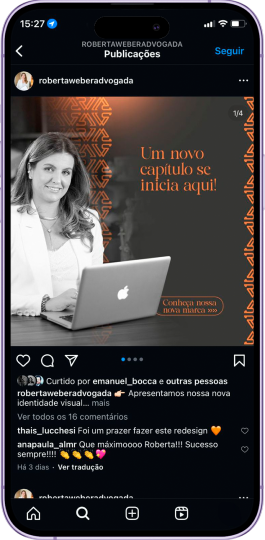 15:27
ROBERTAWEBERADVOGADA
Publicações
Seguir
robertaweberadvogada
1/4
Um novo
capítulo se
inicia aqui!
Conheça nossa
nova marca »»»
Curtido por emanuel_bocca e outras pessoas
robertaweberadvogada 👉🏻 Apresentamos nossa nova
identidade visual... mais
Ver todos os 16 comentários
thais_lucchesi Foi um prazer fazer este redesign 🧡
anapaula_almr Que máximoooo Roberta!!! Sucesso
sempre!!!! 👏👏👏💖
Há 3 dias · Ver tradução
robertaweberadvogada